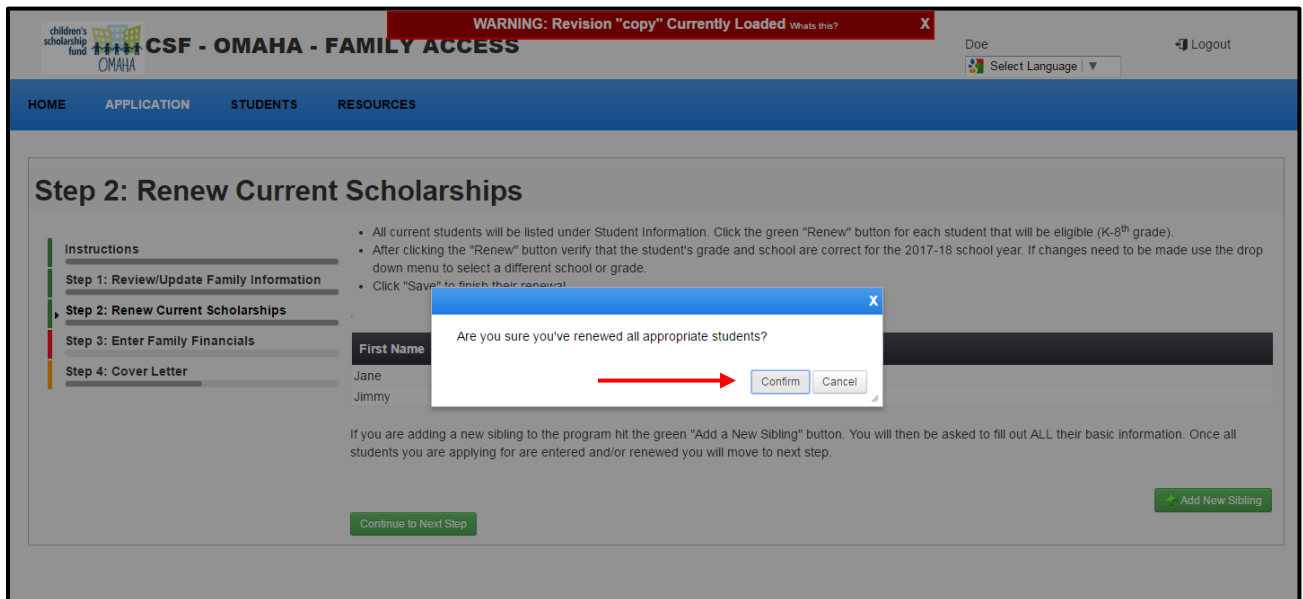 WARNING: Revision "copy" Currently Loaded Whats this? X
children's
scholarship
fund
OMAHA
CSF - OMAHA - FAMILY ACCESS
Doe
Logout
Select Language ▼
HOME APPLICATION STUDENTS RESOURCES
Step 2: Renew Current Scholarships
Instructions
Step 1: Review/Update Family Information
Step 2: Renew Current Scholarships
Step 3: Enter Family Financials
Step 4: Cover Letter
• All current students will be listed under Student Information. Click the green "Renew" button for each student that will be eligible (K-8th grade).
• After clicking the "Renew" button verify that the student's grade and school are correct for the 2017-18 school year. If changes need to be made use the drop
down menu to select a different school or grade.
• Click "Save" to finish their renewal
.
X
Are you sure you've renewed all appropriate students?
Confirm Cancel
First Name
Jane
Jimmy
If you are adding a new sibling to the program hit the green "Add a New Sibling" button. You will then be asked to fill out ALL their basic information. Once all
students you are applying for are entered and/or renewed you will move to next step.
Add New Sibling
Continue to Next Step